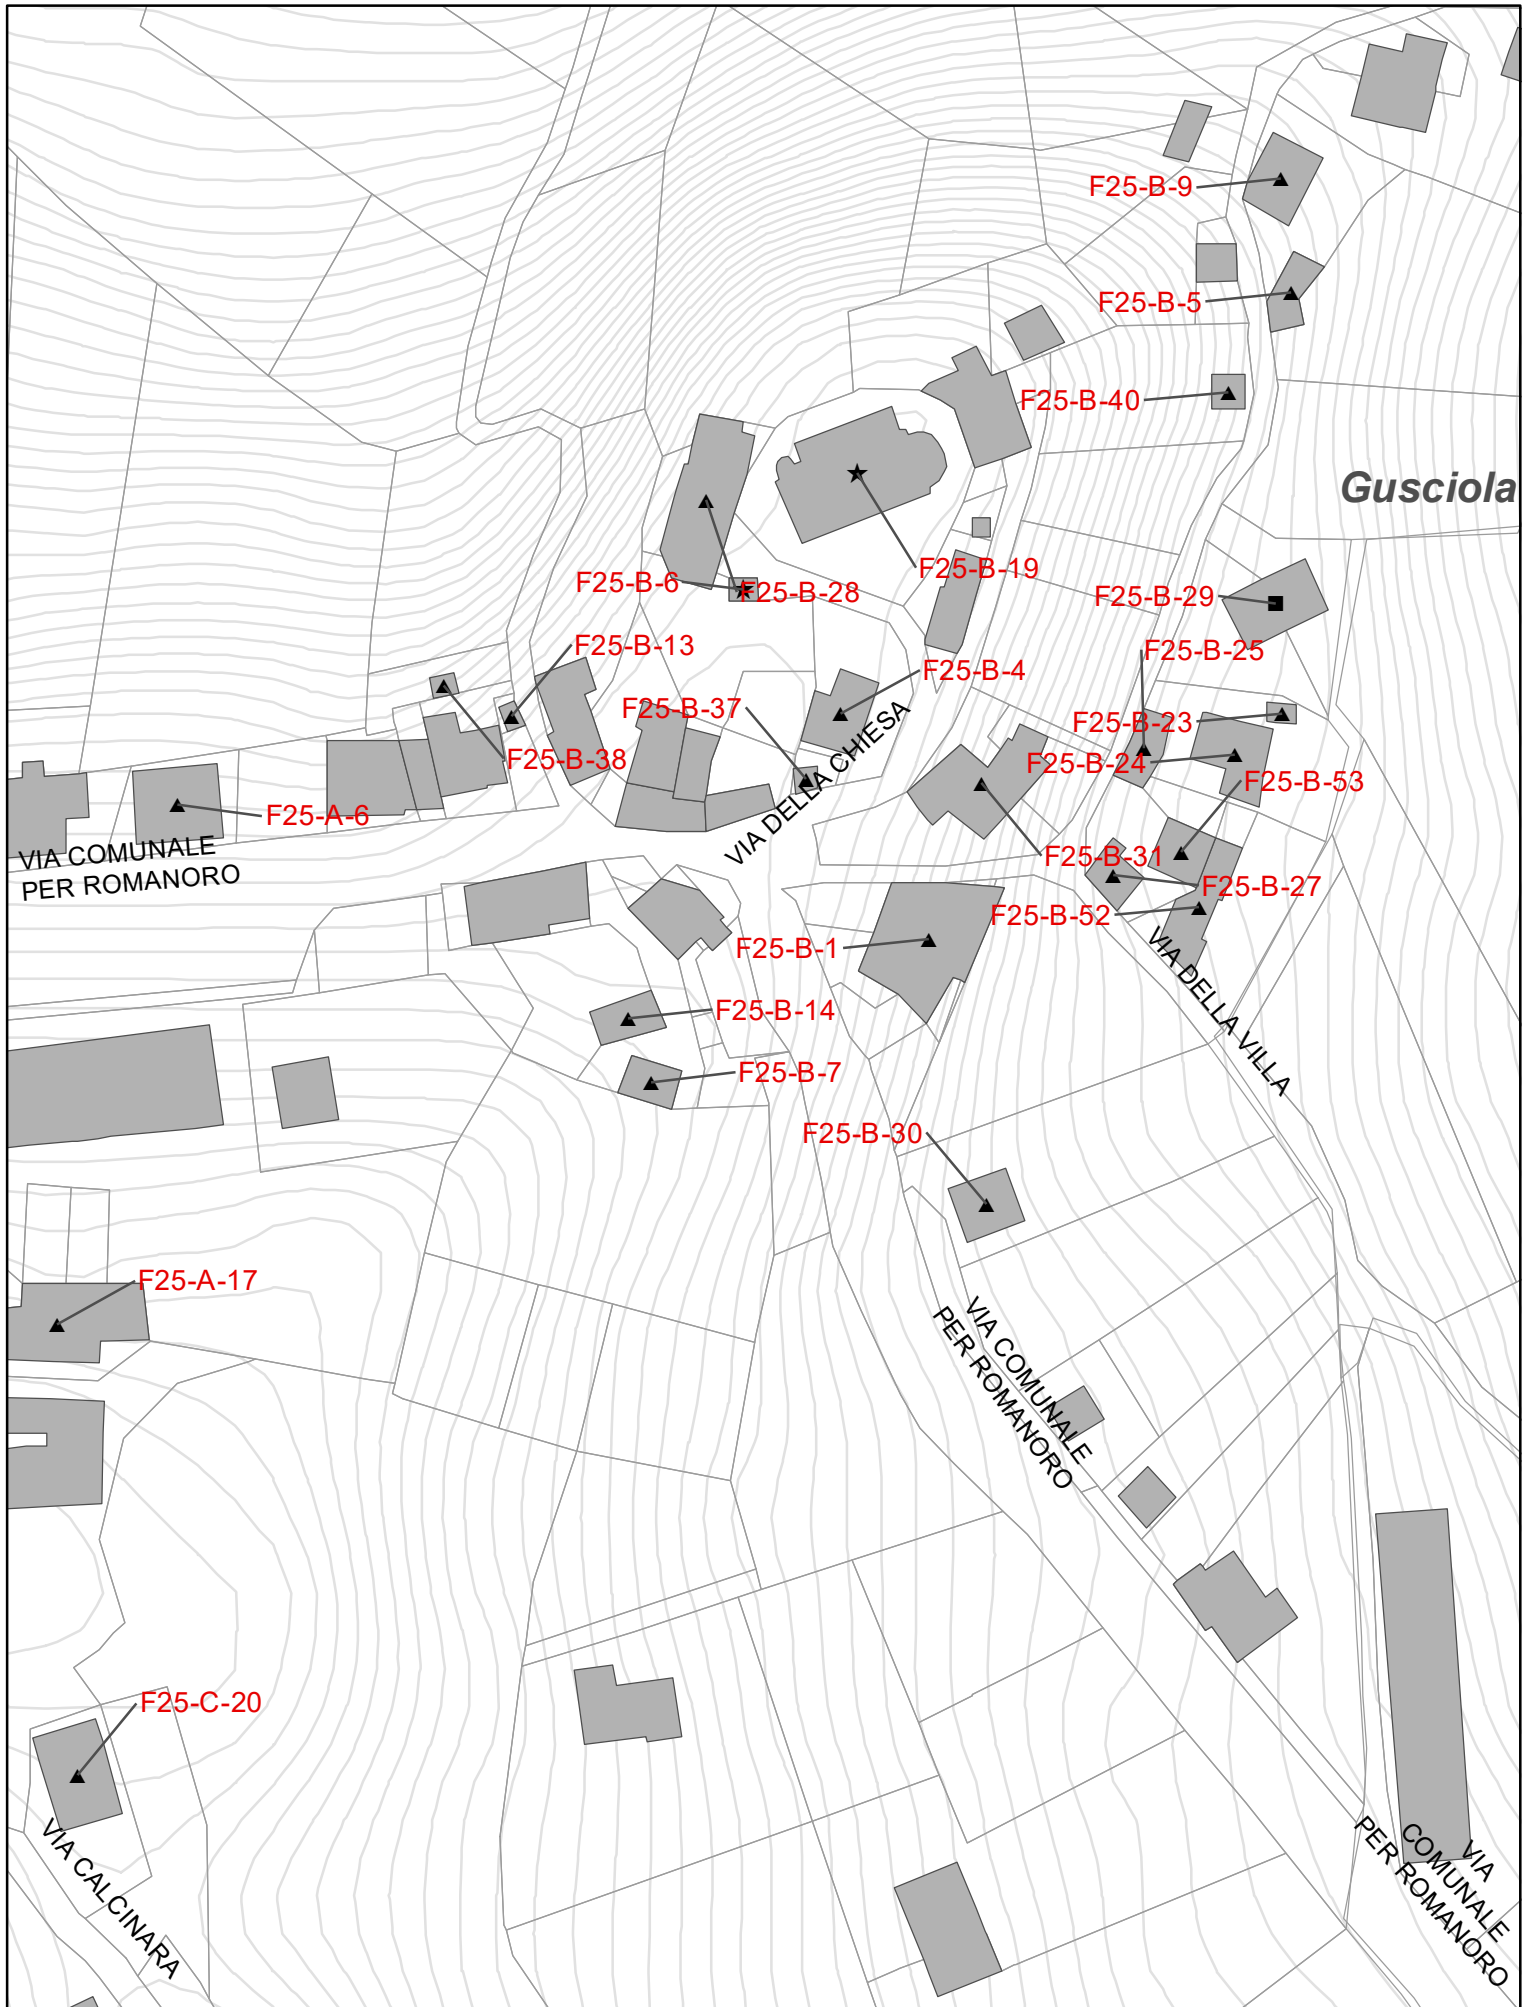 F25-B-9
F25-B-5
F25-B-40
Gusciola
F25-B-19
F25-B-6
F25-B-28
F25-B-29
F25-B-13
F25-B-25
F25-B-4
F25-B-37
F25-B-23
VIA DELLA CHIESA
F25-B-38
F25-B-24
F25-B-53
F25-A-6
VIA COMUNALE
PER ROMANORO
F25-B-31
F25-B-27
F25-B-52
F25-B-1
VIA DELLA VILLA
F25-B-14
F25-B-7
F25-B-30
F25-A-17
VIA COMUNALE
PER ROMANORO
F25-C-20
VIA CALCINARA
VIA
COMUNALE
PER ROMANORO